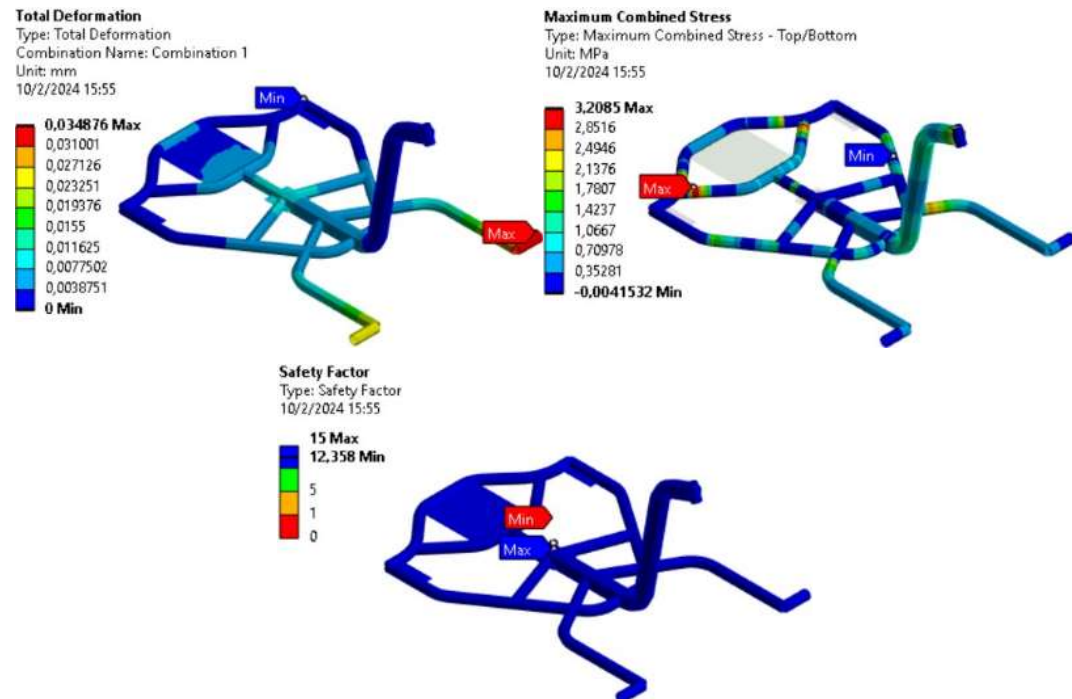 Total Deformation
Type: Total Deformation
Combination Name: Combination 1
Unit: mm
10/2/2024 15:55
Min
0,034876 Max
0,031001
0,027126
0,023251
0,019376
0,0155
0,011625
0,0077502
0,0038751
0 Min
Max
Maximum Combined Stress
Type: Maximum Combined Stress - Top/Bottom
Unit: MPa
10/2/2024 15:55
3,2085 Max
2,8516
2,4946
2,1376
1,7807
1,4237
1,0667
0,70978
0,35281
-0,0041532 Min
Min
Max
Safety Factor
Type: Safety Factor
10/2/2024 15:55
15 Max
12,358 Min
5
1
0
Min
Max